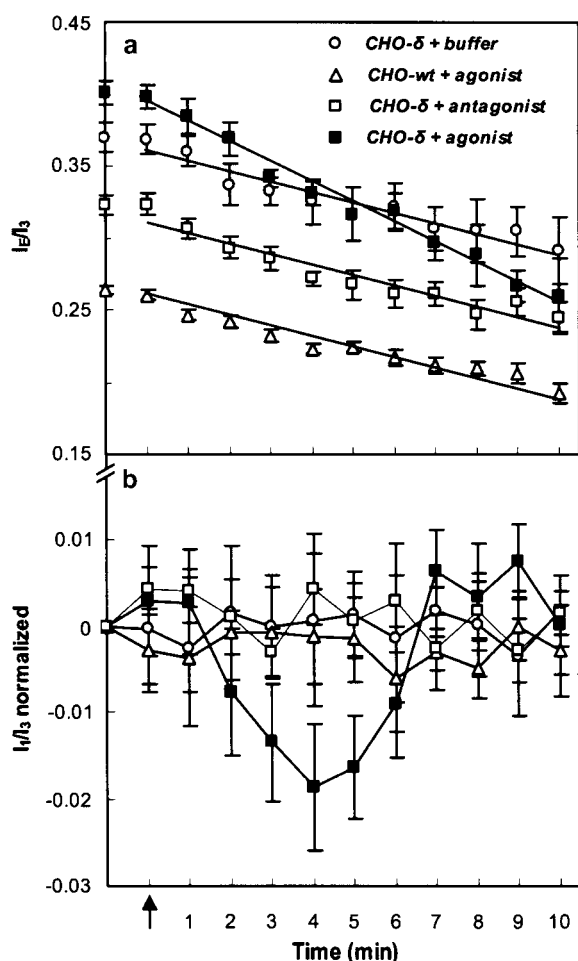 0.45
a
CHO-δ + buffer
CHO-wt + agonist
CHO-δ + antagonist
CHO-δ + agonist
0.35
IE/I3
0.25
0.15
b
0.01
0
I1/I3 normalized
-0.01
-0.02
-0.03
1 2 3 4 5 6 7 8 9 10
Time (min)